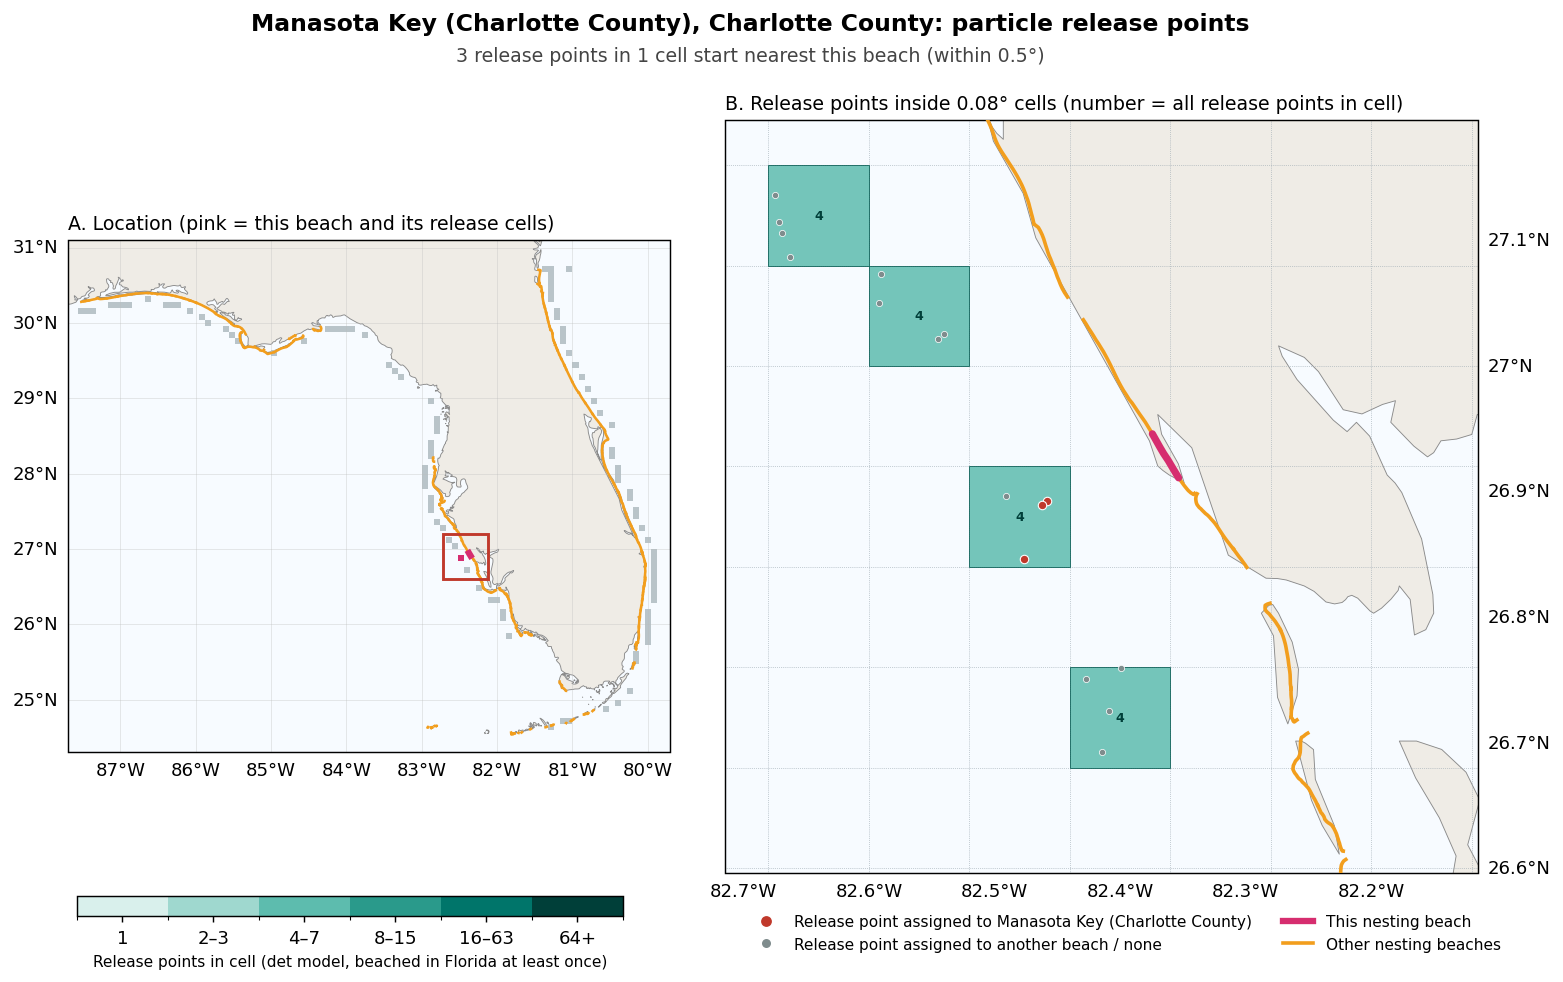 Manasota Key (Charlotte County), Charlotte County: particle release points
3 release points in 1 cell start nearest this beach (within 0.5°)
A. Location (pink = this beach and its release cells)
31°N
30°N
29°N
28°N
27°N
26°N
25°N
87°W 86°W 85°W 84°W 83°W 82°W 81°W 80°W
1 2–3 4–7 8–15 16–63 64+
Release points in cell (det model, beached in Florida at least once)
B. Release points inside 0.08° cells (number = all release points in cell)
4
4
4
4
27.1°N
27°N
26.9°N
26.8°N
26.7°N
26.6°N
82.7°W 82.6°W 82.5°W 82.4°W 82.3°W 82.2°W
Release point assigned to Manasota Key (Charlotte County)
Release point assigned to another beach / none
This nesting beach
Other nesting beaches